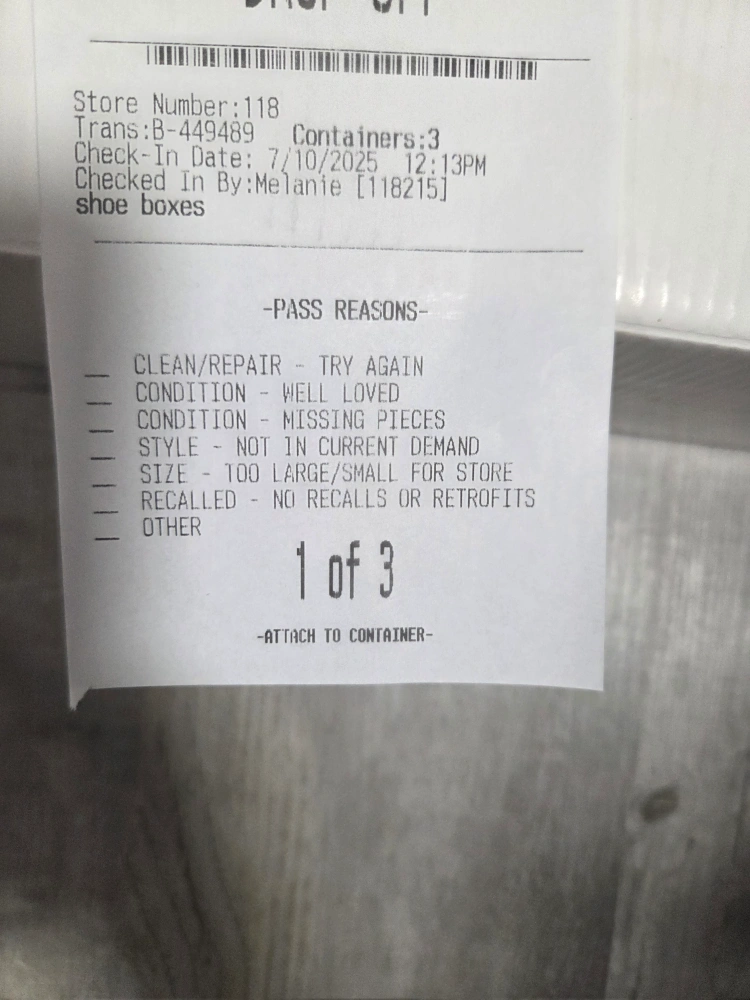 Store Number:118
Trans:B-449489 Containers:3
Check-In Date: 7/10/2025 12:13PM
Checked In By:Melanie [118215]
shoe boxes
-PASS REASONS-
__ CLEAN/REPAIR - TRY AGAIN
__ CONDITION - WELL LOVED
__ CONDITION - MISSING PIECES
__ STYLE - NOT IN CURRENT DEMAND
__ SIZE - TOO LARGE/SMALL FOR STORE
__ RECALLED - NO RECALLS OR RETROFITS
__ OTHER
1 of 3
-ATTACH TO CONTAINER-